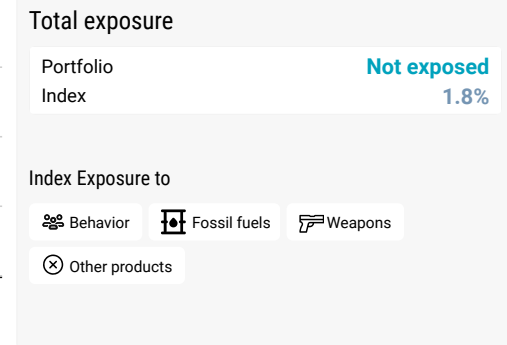 Total exposure
Portfolio Not exposed
Index 1.8%
Index Exposure to
Behavior Fossil fuels Weapons
Other products